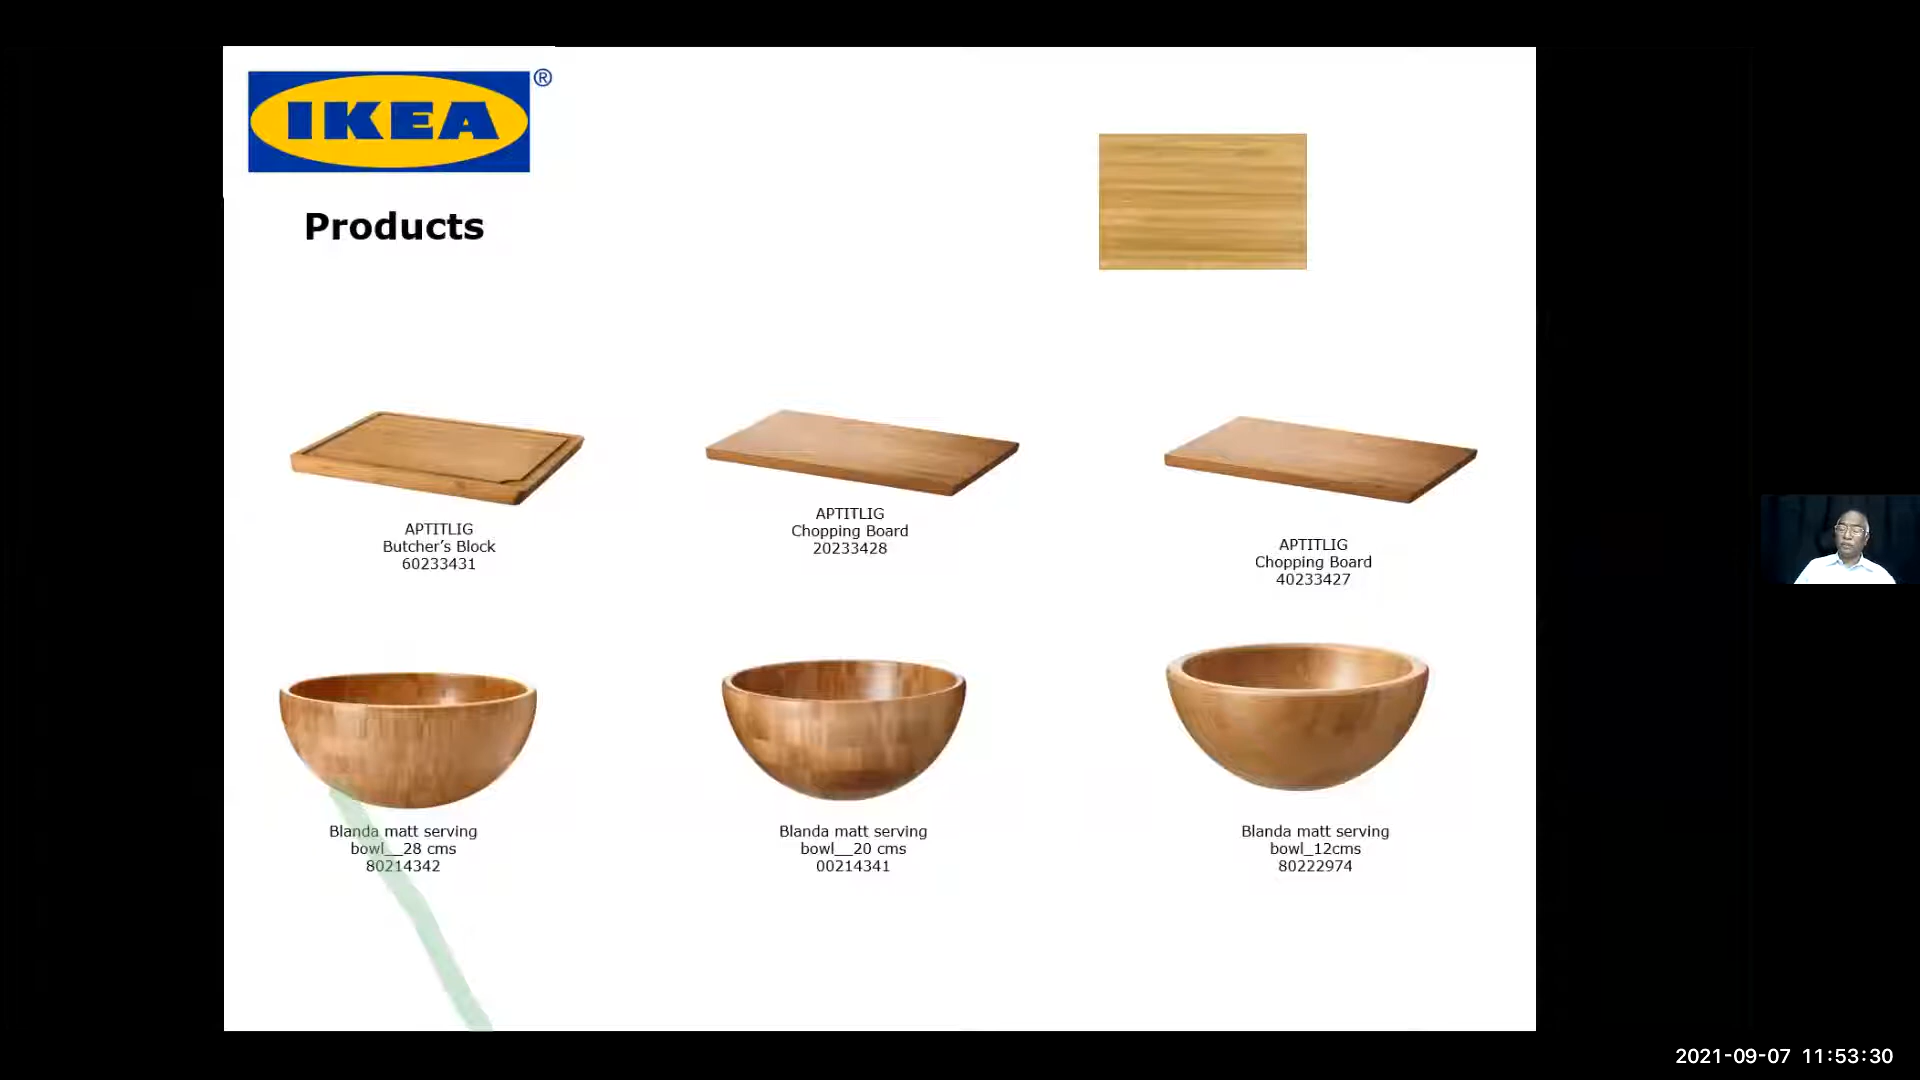 IKEA®
Products
APTITLIG
Butcher’s Block
60233431
APTITLIG
Chopping Board
20233428
APTITLIG
Chopping Board
40233427
Blanda matt serving
bowl__28 cms
80214342
Blanda matt serving
bowl__20 cms
00214341
Blanda matt serving
bowl_12cms
80222974
2021-09-07 11:53:30